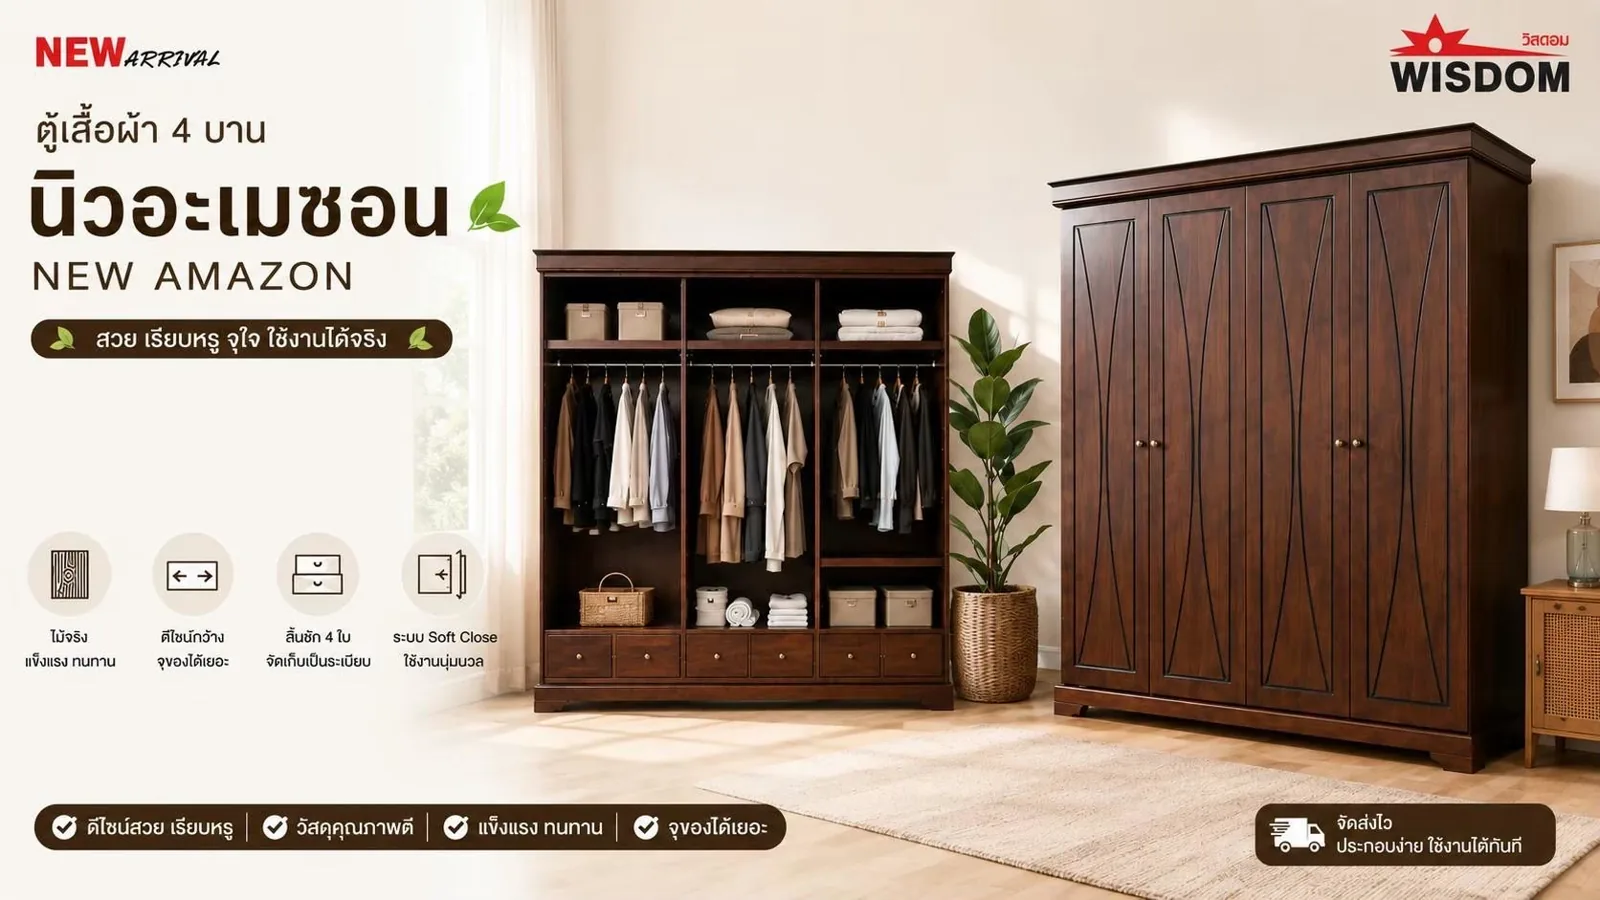 NEW ARRIVAL
วิสดอม
WISDOM
ตู้เสื้อผ้า 4 บาน
นิวอะเมซอน
NEW AMAZON
สวย เรียบหรู จุใจ ใช้งานได้จริง
ไม้จริง
แข็งแรง ทนทาน
ดีไซน์กว้าง
จุของได้เยอะ
ลิ้นชัก 4 ใบ
จัดเก็บเป็นระเบียบ
ระบบ Soft Close
ใช้งานนุ่มนวล
ดีไซน์สวย เรียบหรู
วัสดุคุณภาพดี
แข็งแรง ทนทาน
จุของได้เยอะ
จัดส่งไว
ประกอบง่าย ใช้งานได้ทันที